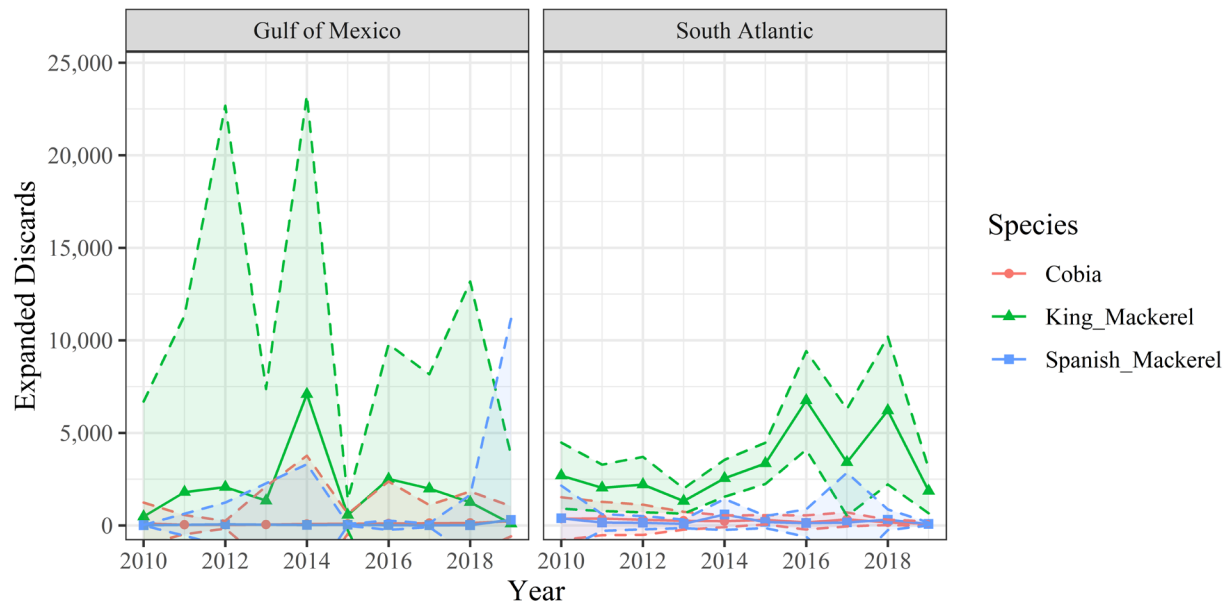 Gulf of Mexico
South Atlantic
Expanded Discards
25,000
20,000
15,000
10,000
5,000
0
2010 2012 2014 2016 2018
2010 2012 2014 2016 2018
Year
Species
Cobia
King_Mackerel
Spanish_Mackerel